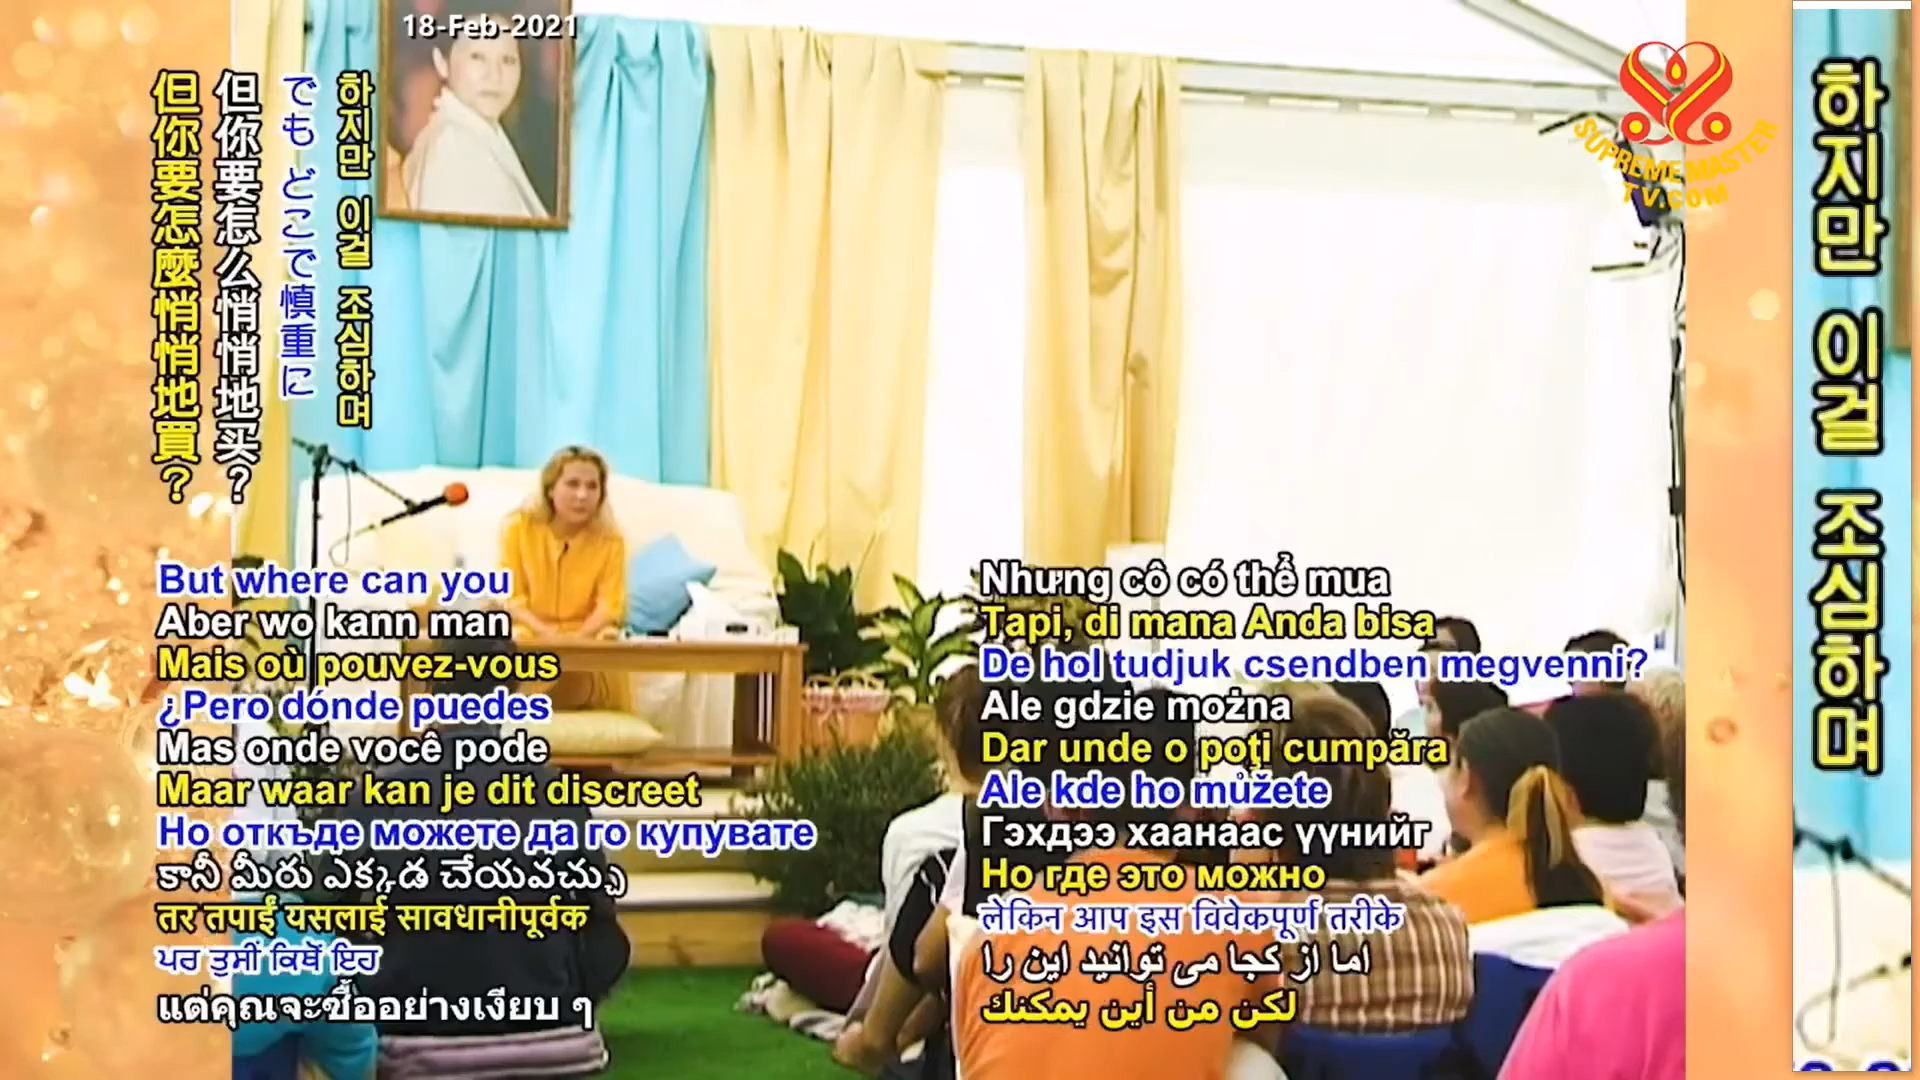 18-Feb-2021
SUPREME MASTER
TV.COM
하지만 이걸 조심하며
でも どこで慎重に
但你要怎么悄悄地买?
但你要怎麼悄悄地買?
But where can you
Aber wo kann man
Mais où pouvez-vous
¿Pero dónde puedes
Mas onde você pode
Maar waar kan je dit discreet
Но откъде можете да го купувате
కానీ మీరు ఎక్కడ చేయవచ్చు
तर तपाईं यसलाई सावधानीपूर्वक
ਪਰ ਤੁਸੀਂ ਕਿਥੋਂ ਇਹ
แต่คุณจะซื้ออย่างเงียบ ๆ
Nhưng cô có thể mua
Tapi, di mana Anda bisa
De hol tudjuk csendben megvenni?
Ale gdzie można
Dar unde o poţi cumpăra
Ale kde ho můžete
Гэхдээ хаанаас үүнийг
Но где это можно
लेकिन आप इस विवेकपूर्ण तरीके
اما از کجا می توانید این را
لكن من أين يمكنك
하지만 이걸 조심하며